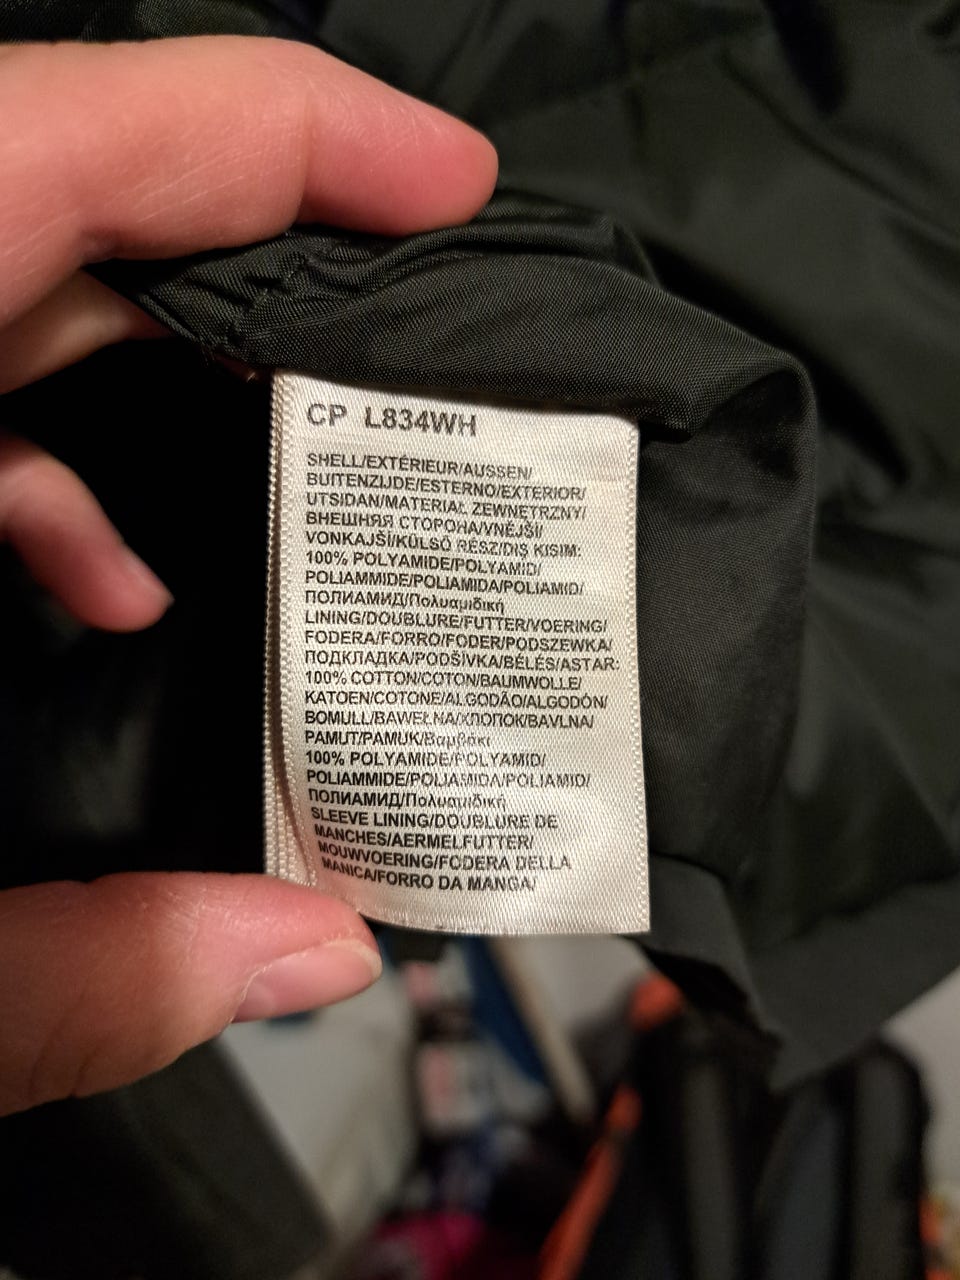 CP L834WH
SHELL/EXTÉRIEUR/AUSSEN/
BUITENZIJDE/ESTERNO/EXTERIOR/
UTSIDAN/MATERIAŁ ZEWNĘTRZNY/
ВНЕШНЯЯ СТОРОНА/VNĚJŠÍ/
VONKAJŠÍ/KÜLSŐ RÉSZ/DIŞ KISIM:
100% POLYAMIDE/POLYAMID/
POLIAMMIDE/POLIAMIDA/POLIAMID/
ПОЛИАМИД/Πολυαμιδική
LINING/DOUBLURE/FUTTER/VOERING/
FODERA/FORRO/FODER/PODSZEWKA/
ПОДКЛАДКА/PODŠÍVKA/BÉLÉS/ASTAR:
100% COTTON/COTON/BAUMWOLLE/
KATOEN/COTONE/ALGODÃO/ALGODÓN/
BOMULL/BAWEŁNA/ХЛОПОК/BAVLNA/
PAMUT/PAMUK/Βαμβάκι
100% POLYAMIDE/POLYAMID/
POLIAMMIDE/POLIAMIDA/POLIAMID/
ПОЛИАМИД/Πολυαμιδική
SLEEVE LINING/DOUBLURE DE
MANCHES/AERMELFUTTER/
MOUWVOERING/FODERA DELLA
MANICA/FORRO DA MANGA/